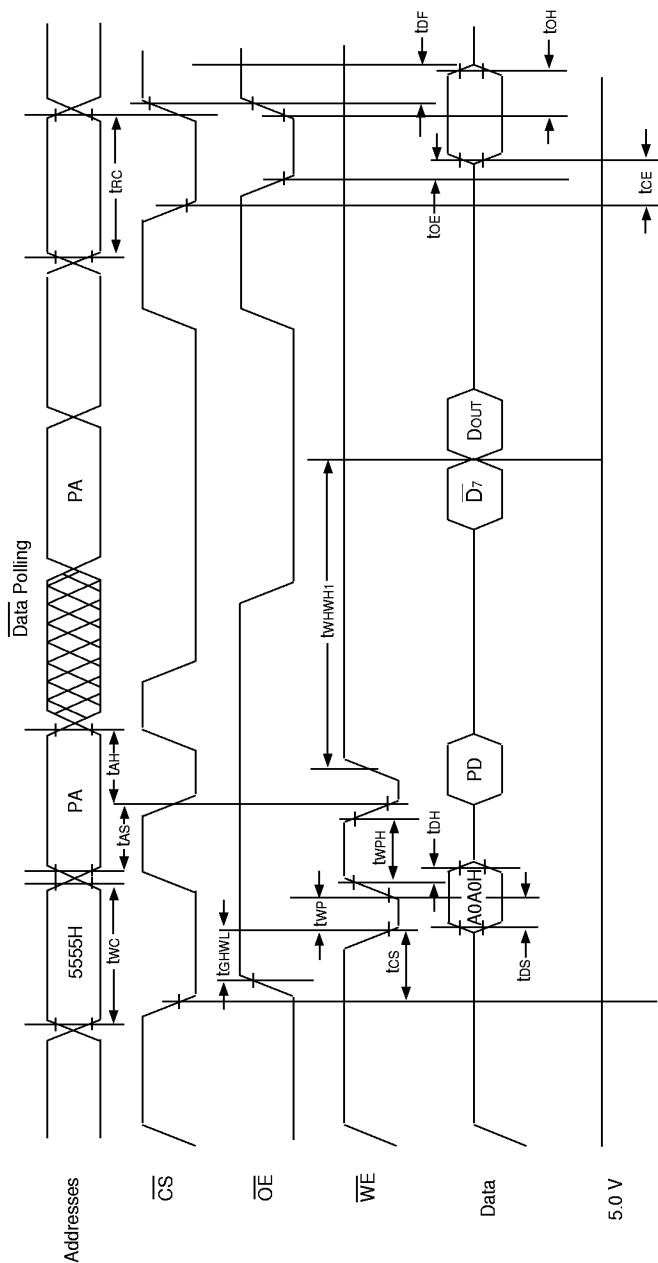 Data Polling
Addresses
5555H
PA
PA
tWC
tAS
tAH
tRC
CS
OE
tGHWL
WE
tWP
tCS
tWPH
tWHWH1
tDF
tOH
tOE
tCE
tDH
tDS
Data
A0A0H
PD
D7
DOUT
5.0 V